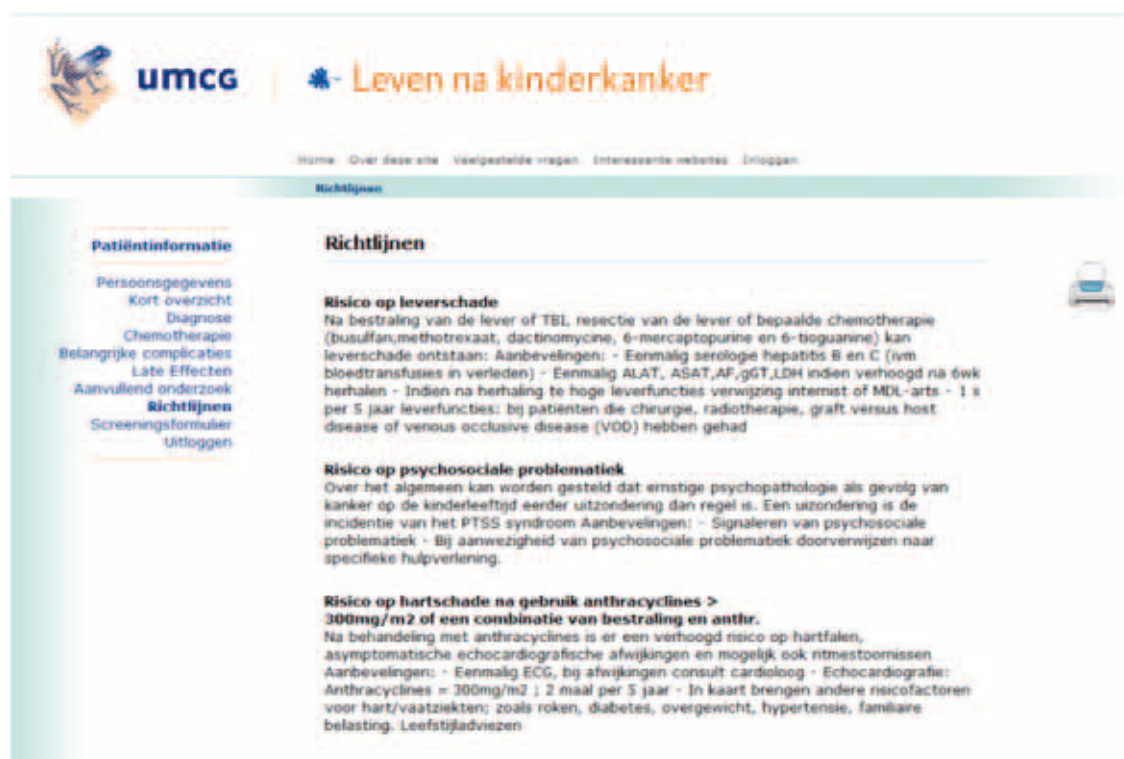 umcg
Leven na kinderkanker
Home Over deze site Veelgestelde vragen Interessante websites Inloggen
Richtlijnen
Patiëntinformatie
Persoonsgegevens
Kort overzicht
Diagnose
Chemotherapie
Belangrijke complicaties
Late Effecten
Aanvullend onderzoek
Richtlijnen
Screeningsformulier
Uitloggen
Richtlijnen
Risico op leverschade
Na bestraling van de lever of TBI, resectie van de lever of bepaalde chemotherapie
(busulfan,methotrexaat, dactinomycine, 6-mercaptopurine en 6-tioguanine) kan
leverschade ontstaan: Aanbevelingen: - Eenmalig serologie hepatitis B en C (ivm
bloedtransfusies in verleden) - Eenmalig ALAT, ASAT,AF,gGT,LDH indien verhoogd na 6wk
herhalen - Indien na herhaling te hoge leverfuncties verwijzing internist of MDL-arts - 1 x
per 5 jaar leverfuncties: bij patiënten die chirurgie, radiotherapie, graft versus host
disease of venous occlusive disease (VOD) hebben gehad
Risico op psychosociale problematiek
Over het algemeen kan worden gesteld dat ernstige psychopathologie als gevolg van
kanker op de kinderleeftijd eerder uitzondering dan regel is. Een uizondering is de
incidentie van het PTSS syndroom Aanbevelingen: - Signaleren van psychosociale
problematiek - Bij aanwezigheid van psychosociale problematiek doorverwijzen naar
specifieke hulpverlening.
Risico op hartschade na gebruik anthracyclines >
300mg/m2 of een combinatie van bestraling en anthr.
Na behandeling met anthracyclines is er een verhoogd risico op hartfalen,
asymptomatische echocardiografische afwijkingen en mogelijk ook ritmestoornissen
Aanbevelingen: - Eenmalig ECG, bij afwijkingen consult cardioloog - Echocardiografie:
Anthracyclines = 300mg/m2 ; 2 maal per 5 jaar - In kaart brengen andere risicofactoren
voor hart/vaatziekten; zoals roken, diabetes, overgewicht, hypertensie, familiaire
belasting. Leefstijladviezen